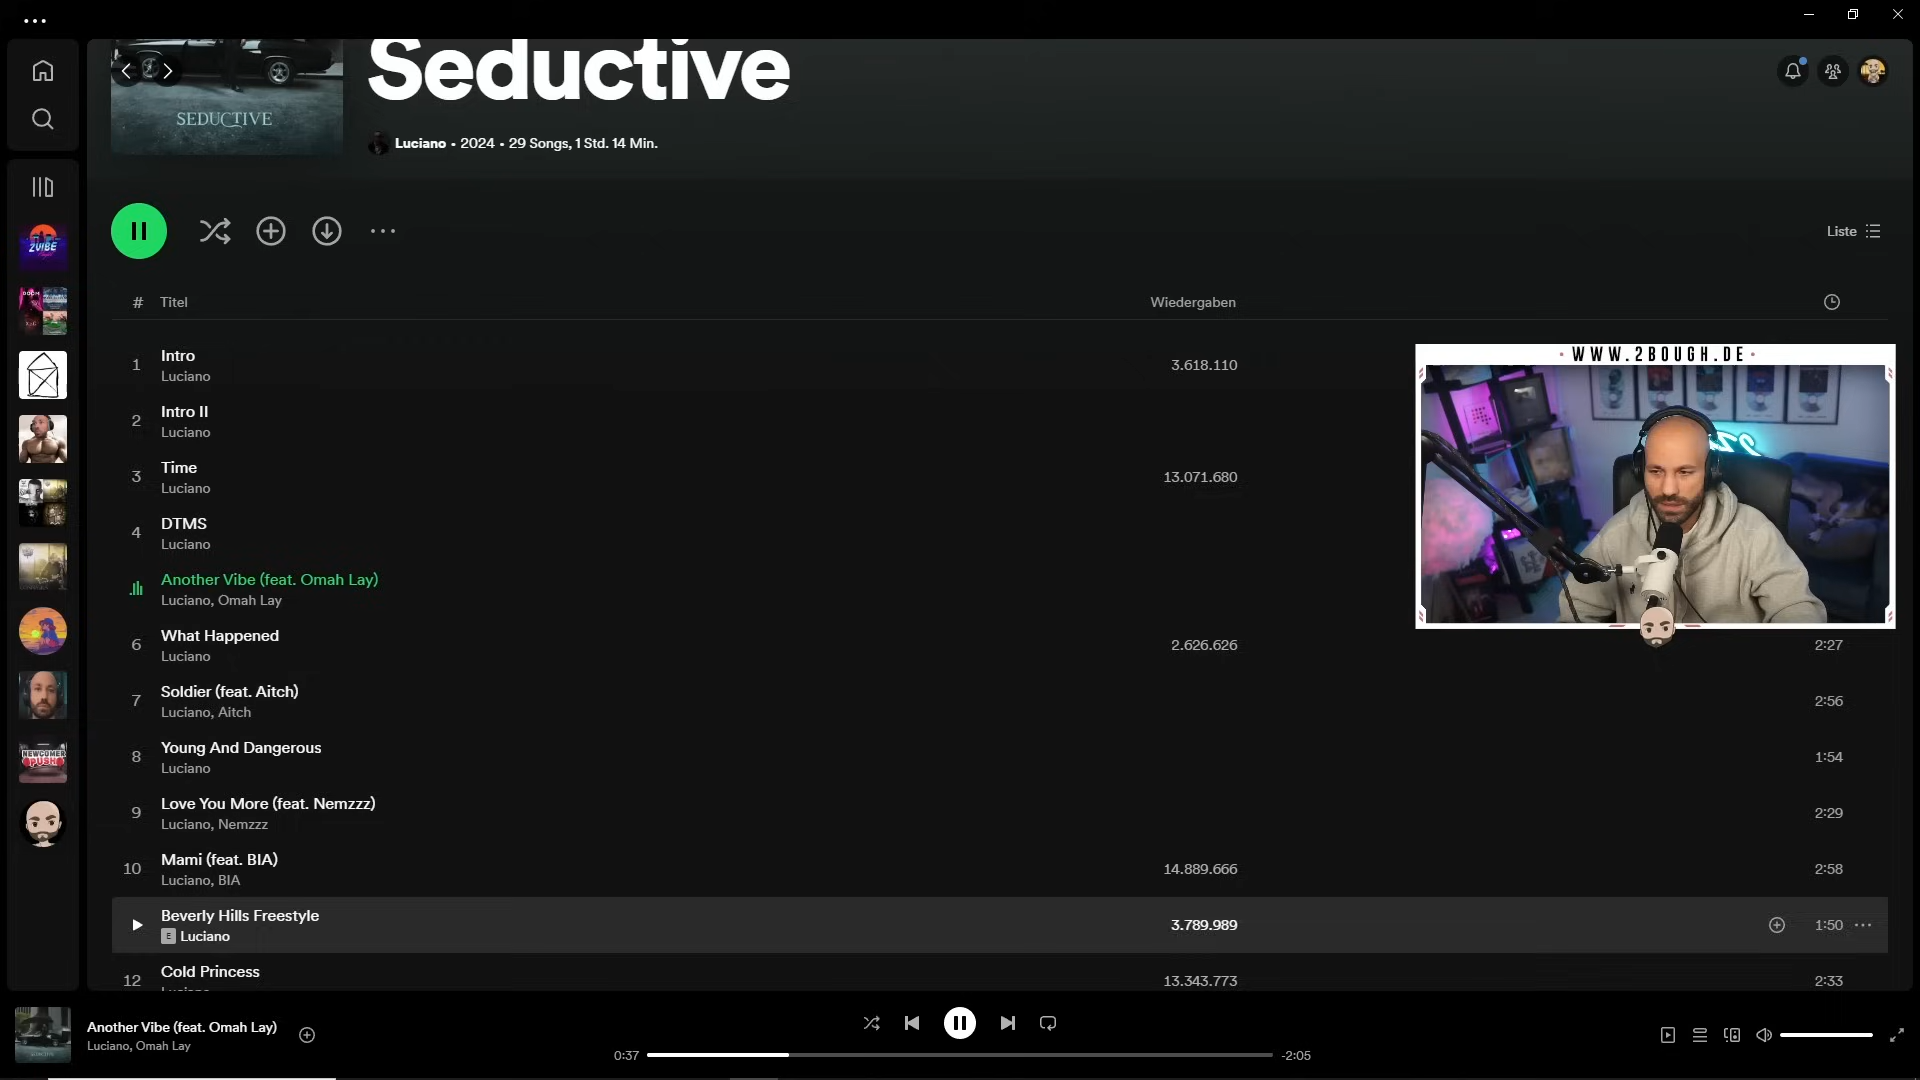 Seductive
SEDUCTIVE
Luciano • 2024 • 29 Songs, 1 Std. 14 Min.
Liste
# Titel Wiedergaben
1 Intro 3.618.110
Luciano
2 Intro II
Luciano
3 Time 13.071.680
Luciano
4 DTMS
Luciano
Another Vibe (feat. Omah Lay)
Luciano, Omah Lay
6 What Happened 2.626.626 2:27
Luciano
7 Soldier (feat. Aitch) 2:56
Luciano, Aitch
8 Young And Dangerous 1:54
Luciano
9 Love You More (feat. Nemzzz) 2:29
Luciano, Nemzzz
10 Mami (feat. BIA) 14.889.666 2:58
Luciano, BIA
Beverly Hills Freestyle 3.789.989 1:50
E Luciano
12 Cold Princess 13.343.773 2:33
Luciano
WWW.2BOUGH.DE
2VIBE
NEWCOMER
PUSH
Another Vibe (feat. Omah Lay)
Luciano, Omah Lay
0:37 -2:05